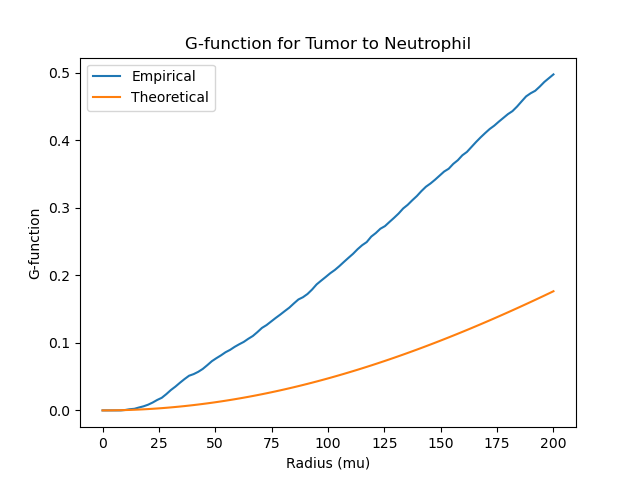 G-function for Tumor to Neutrophil
Empirical
Theoretical
G-function
0.5
0.4
0.3
0.2
0.1
0.0
0 25 50 75 100 125 150 175 200
Radius (mu)